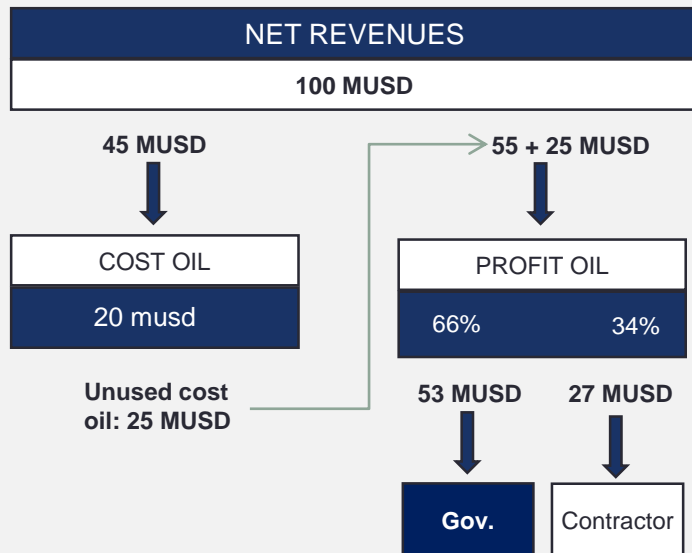 NET REVENUES
100 MUSD
45 MUSD
55 + 25 MUSD
COST OIL
PROFIT OIL
20 musd
66%
34%
Unused cost
oil: 25 MUSD
53 MUSD
27 MUSD
Gov.
Contractor